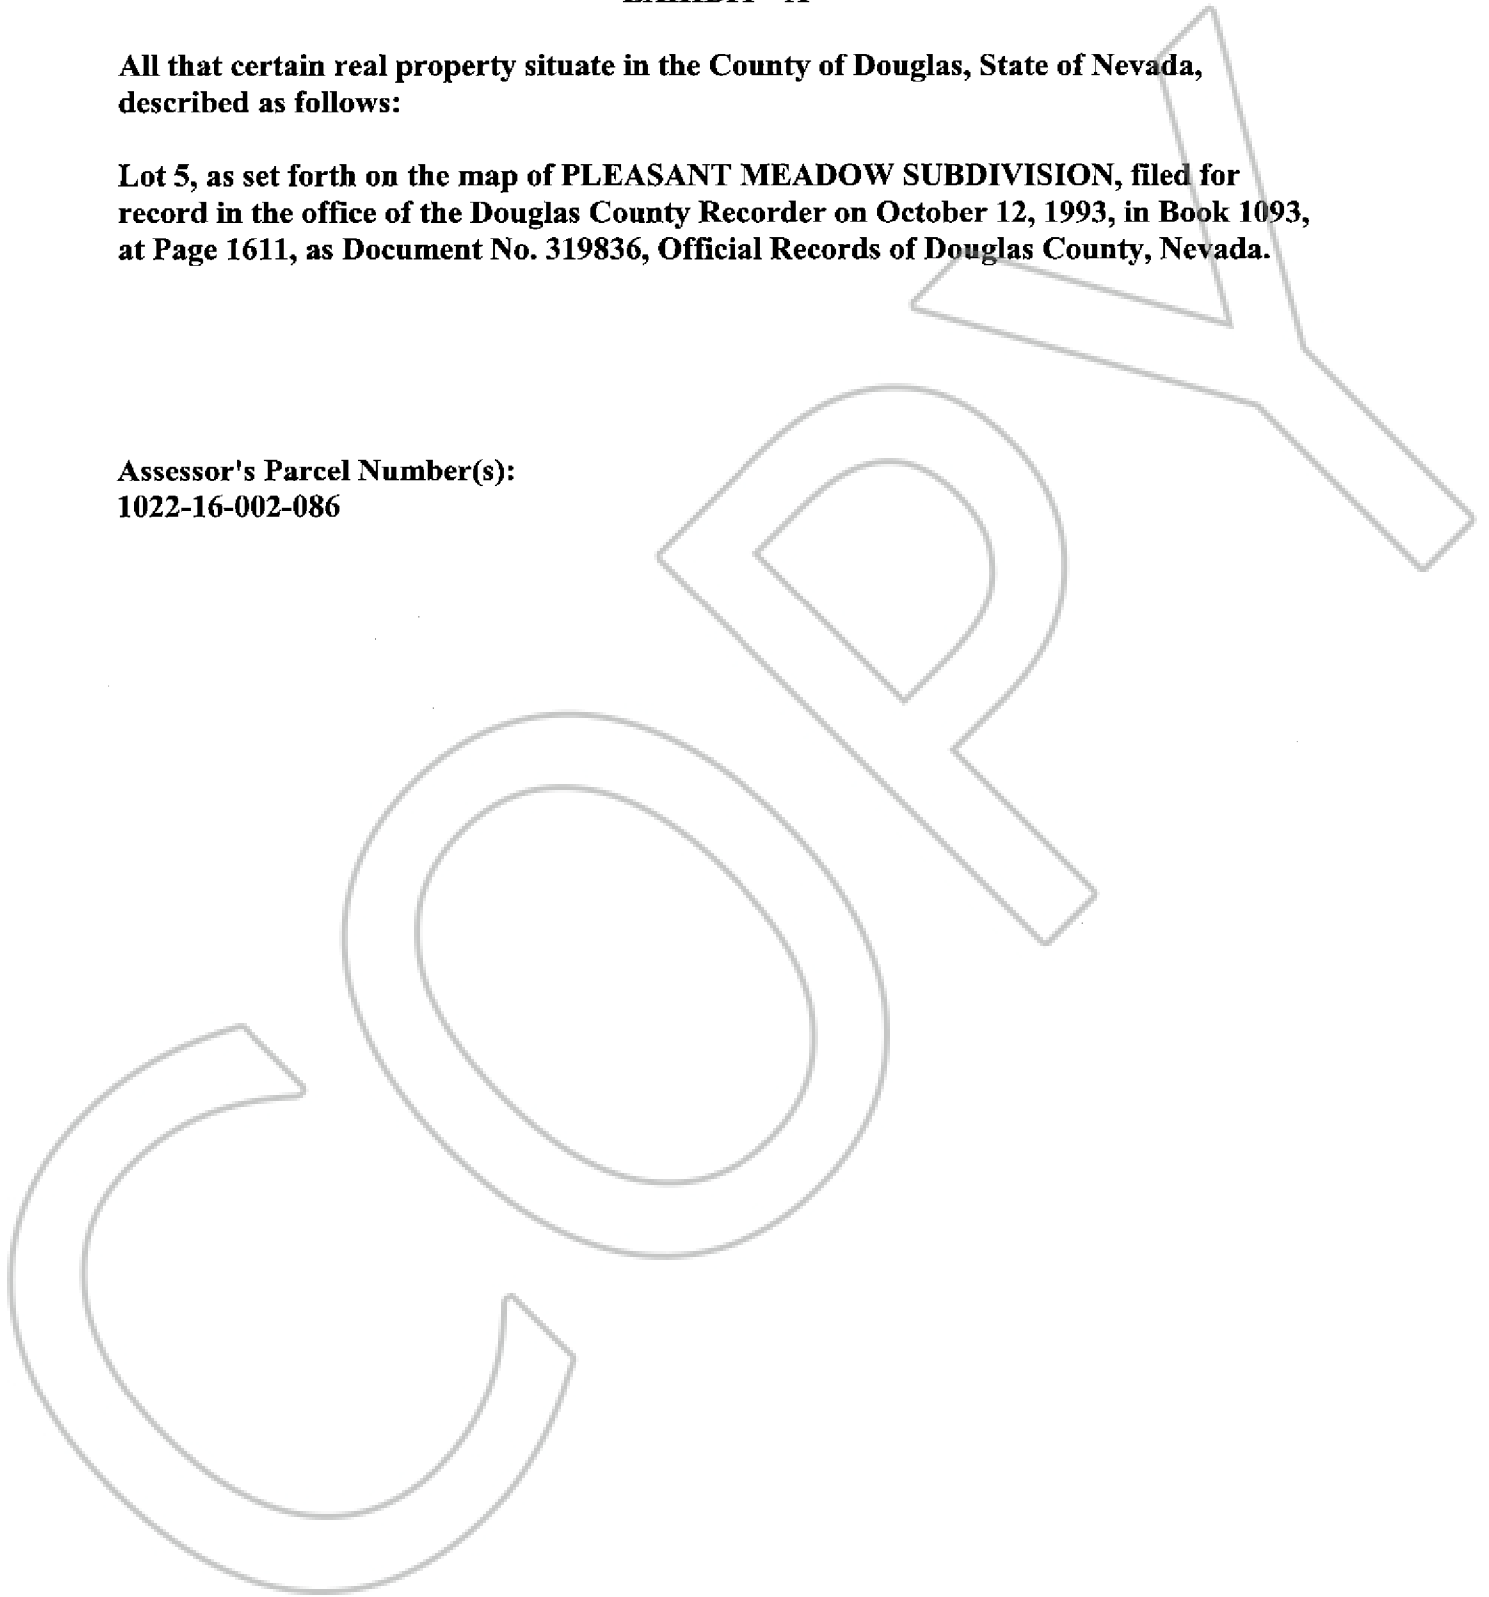 EXHIBIT "A"
All that certain real property situate in the County of Douglas, State of Nevada,
described as follows:
Lot 5, as set forth on the map of PLEASANT MEADOW SUBDIVISION, filed for
record in the office of the Douglas County Recorder on October 12, 1993, in Book 1093,
at Page 1611, as Document No. 319836, Official Records of Douglas County, Nevada.
Assessor's Parcel Number(s):
1022-16-002-086
COPY